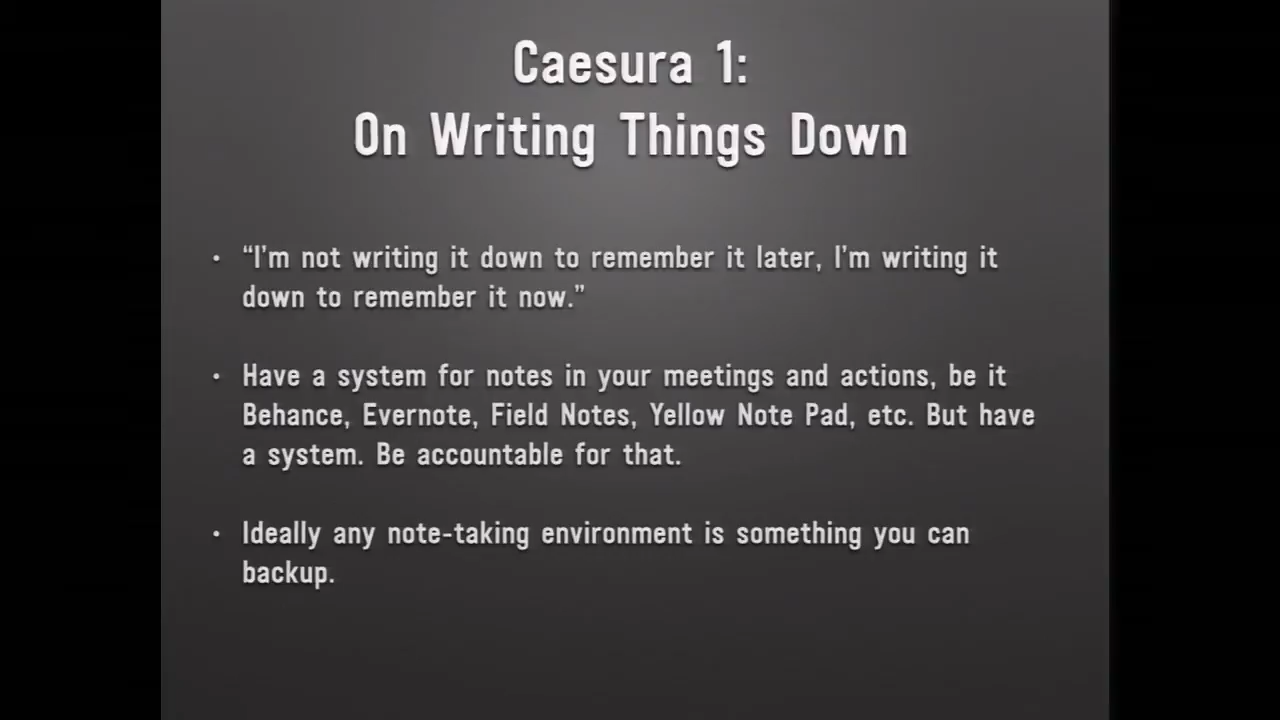 Caesura 1:
On Writing Things Down
• “I’m not writing it down to remember it later, I’m writing it
down to remember it now.”
• Have a system for notes in your meetings and actions, be it
Behance, Evernote, Field Notes, Yellow Note Pad, etc. But have
a system. Be accountable for that.
• Ideally any note-taking environment is something you can
backup.